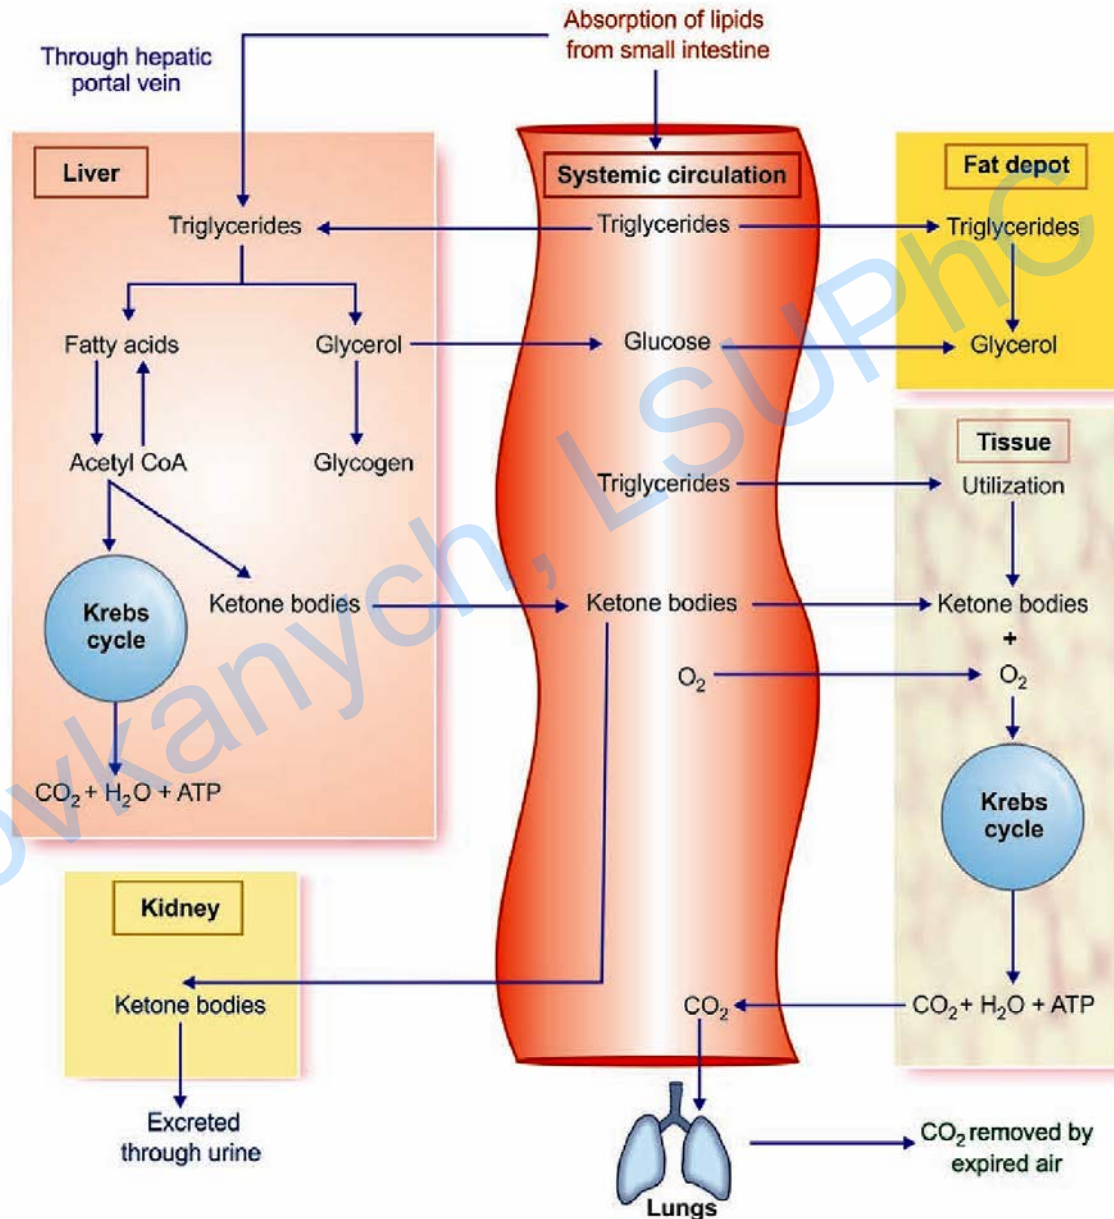 Absorption of lipids
from small intestine
Through hepatic
portal vein
Liver
Triglycerides
Fatty acids
Glycerol
Acetyl CoA
Glycogen
Krebs
cycle
Ketone bodies
CO₂ + H₂O + ATP
Kidney
Ketone bodies
Excreted
through urine
Systemic circulation
Triglycerides
Glucose
Triglycerides
Ketone bodies
O₂
CO₂
Lungs
Fat depot
Triglycerides
Glycerol
Tissue
Utilization
Ketone bodies
+
O₂
Krebs
cycle
CO₂ + H₂O + ATP
CO₂ removed by
expired air
ovkanych, LSUPhC